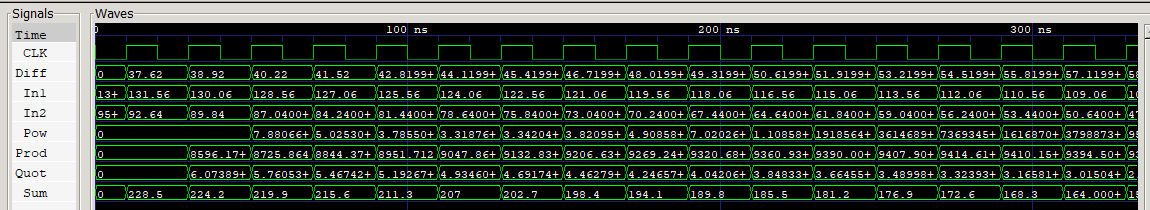 Signals Waves
Time 0 100 ns 200 ns 300 ns
CLK
Diff 0 37.62 38.92 40.22 41.52 42.8199+ 44.1199+ 45.4199+ 46.7199+ 48.0199+ 49.3199+ 50.6199+ 51.9199+ 53.2199+ 54.5199+ 55.8199+ 57.1199+ 58
In1 13+ 131.56 130.06 128.56 127.06 125.56 124.06 122.56 121.06 119.56 118.06 116.56 115.06 113.56 112.06 110.56 109.06 10
In2 95+ 92.64 89.84 87.0400+ 84.2400+ 81.4400+ 78.6400+ 75.8400+ 73.0400+ 70.2400+ 67.4400+ 64.6400+ 61.8400+ 59.0400+ 56.2400+ 53.4400+ 50.6400+ 47
Pow 0 7.88066+ 5.02530+ 3.78550+ 3.31876+ 3.34204+ 3.82095+ 4.90858+ 7.02026+ 1.10858+ 1918564+ 3614689+ 7369345+ 1616870+ 3798873+ 95
Prod 0 8596.17+ 8725.864 8844.37+ 8951.712 9047.86+ 9132.83+ 9206.63+ 9269.24+ 9320.68+ 9360.93+ 9390.00+ 9407.90+ 9414.61+ 9410.15+ 9394.50+ 93
Quot 0 6.07389+ 5.76053+ 5.46742+ 5.19267+ 4.93460+ 4.69174+ 4.46279+ 4.24657+ 4.04206+ 3.84833+ 3.66455+ 3.48998+ 3.32393+ 3.16581+ 3.01504+ 2.
Sum 0 228.5 224.2 219.9 215.6 211.3 207 202.7 198.4 194.1 189.8 185.5 181.2 176.9 172.6 168.3 164.000+ 15